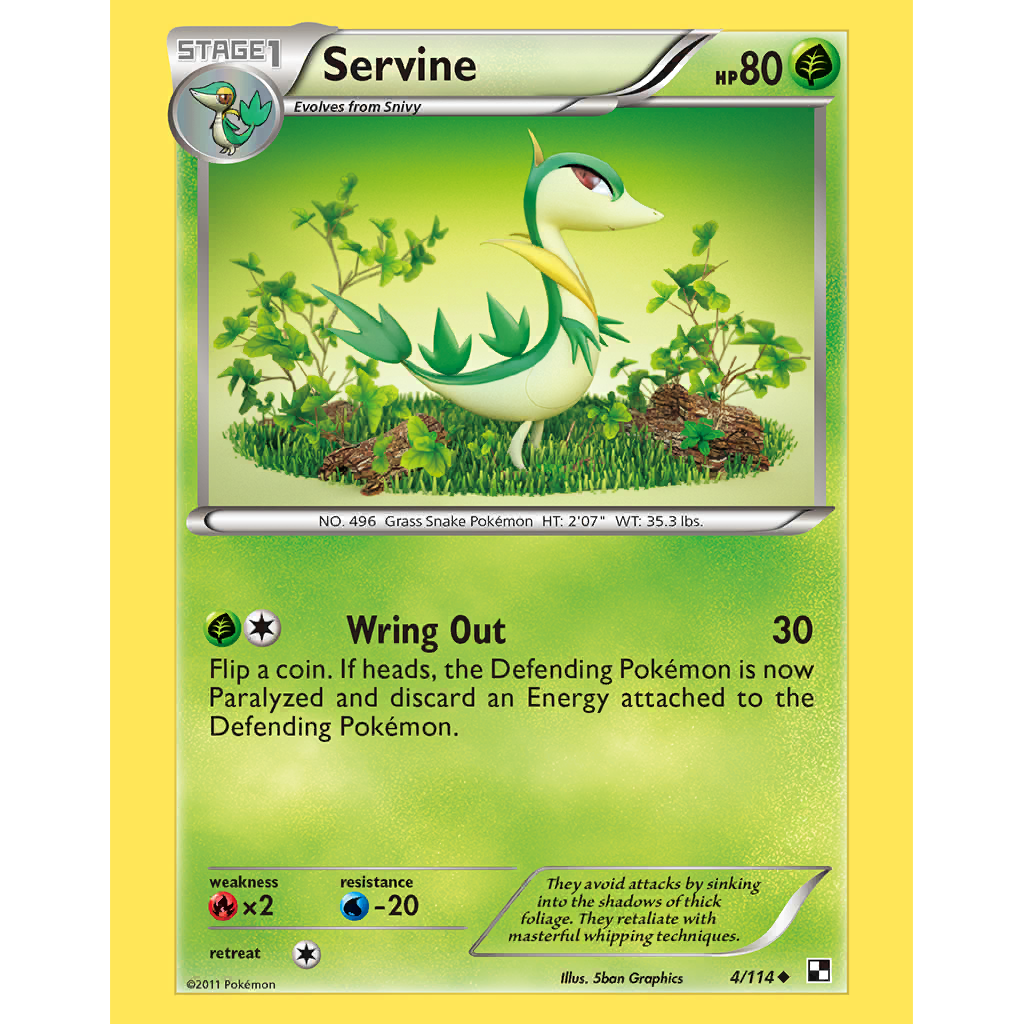 STAGE1
Servine
HP80
Evolves from Snivy
NO. 496 Grass Snake Pokémon HT: 2'07" WT: 35.3 lbs.
Wring Out 30
Flip a coin. If heads, the Defending Pokémon is now
Paralyzed and discard an Energy attached to the
Defending Pokémon.
weakness
×2
resistance
-20
retreat
They avoid attacks by sinking
into the shadows of thick
foliage. They retaliate with
masterful whipping techniques.
Illus. 5ban Graphics
4/114
©2011 Pokémon